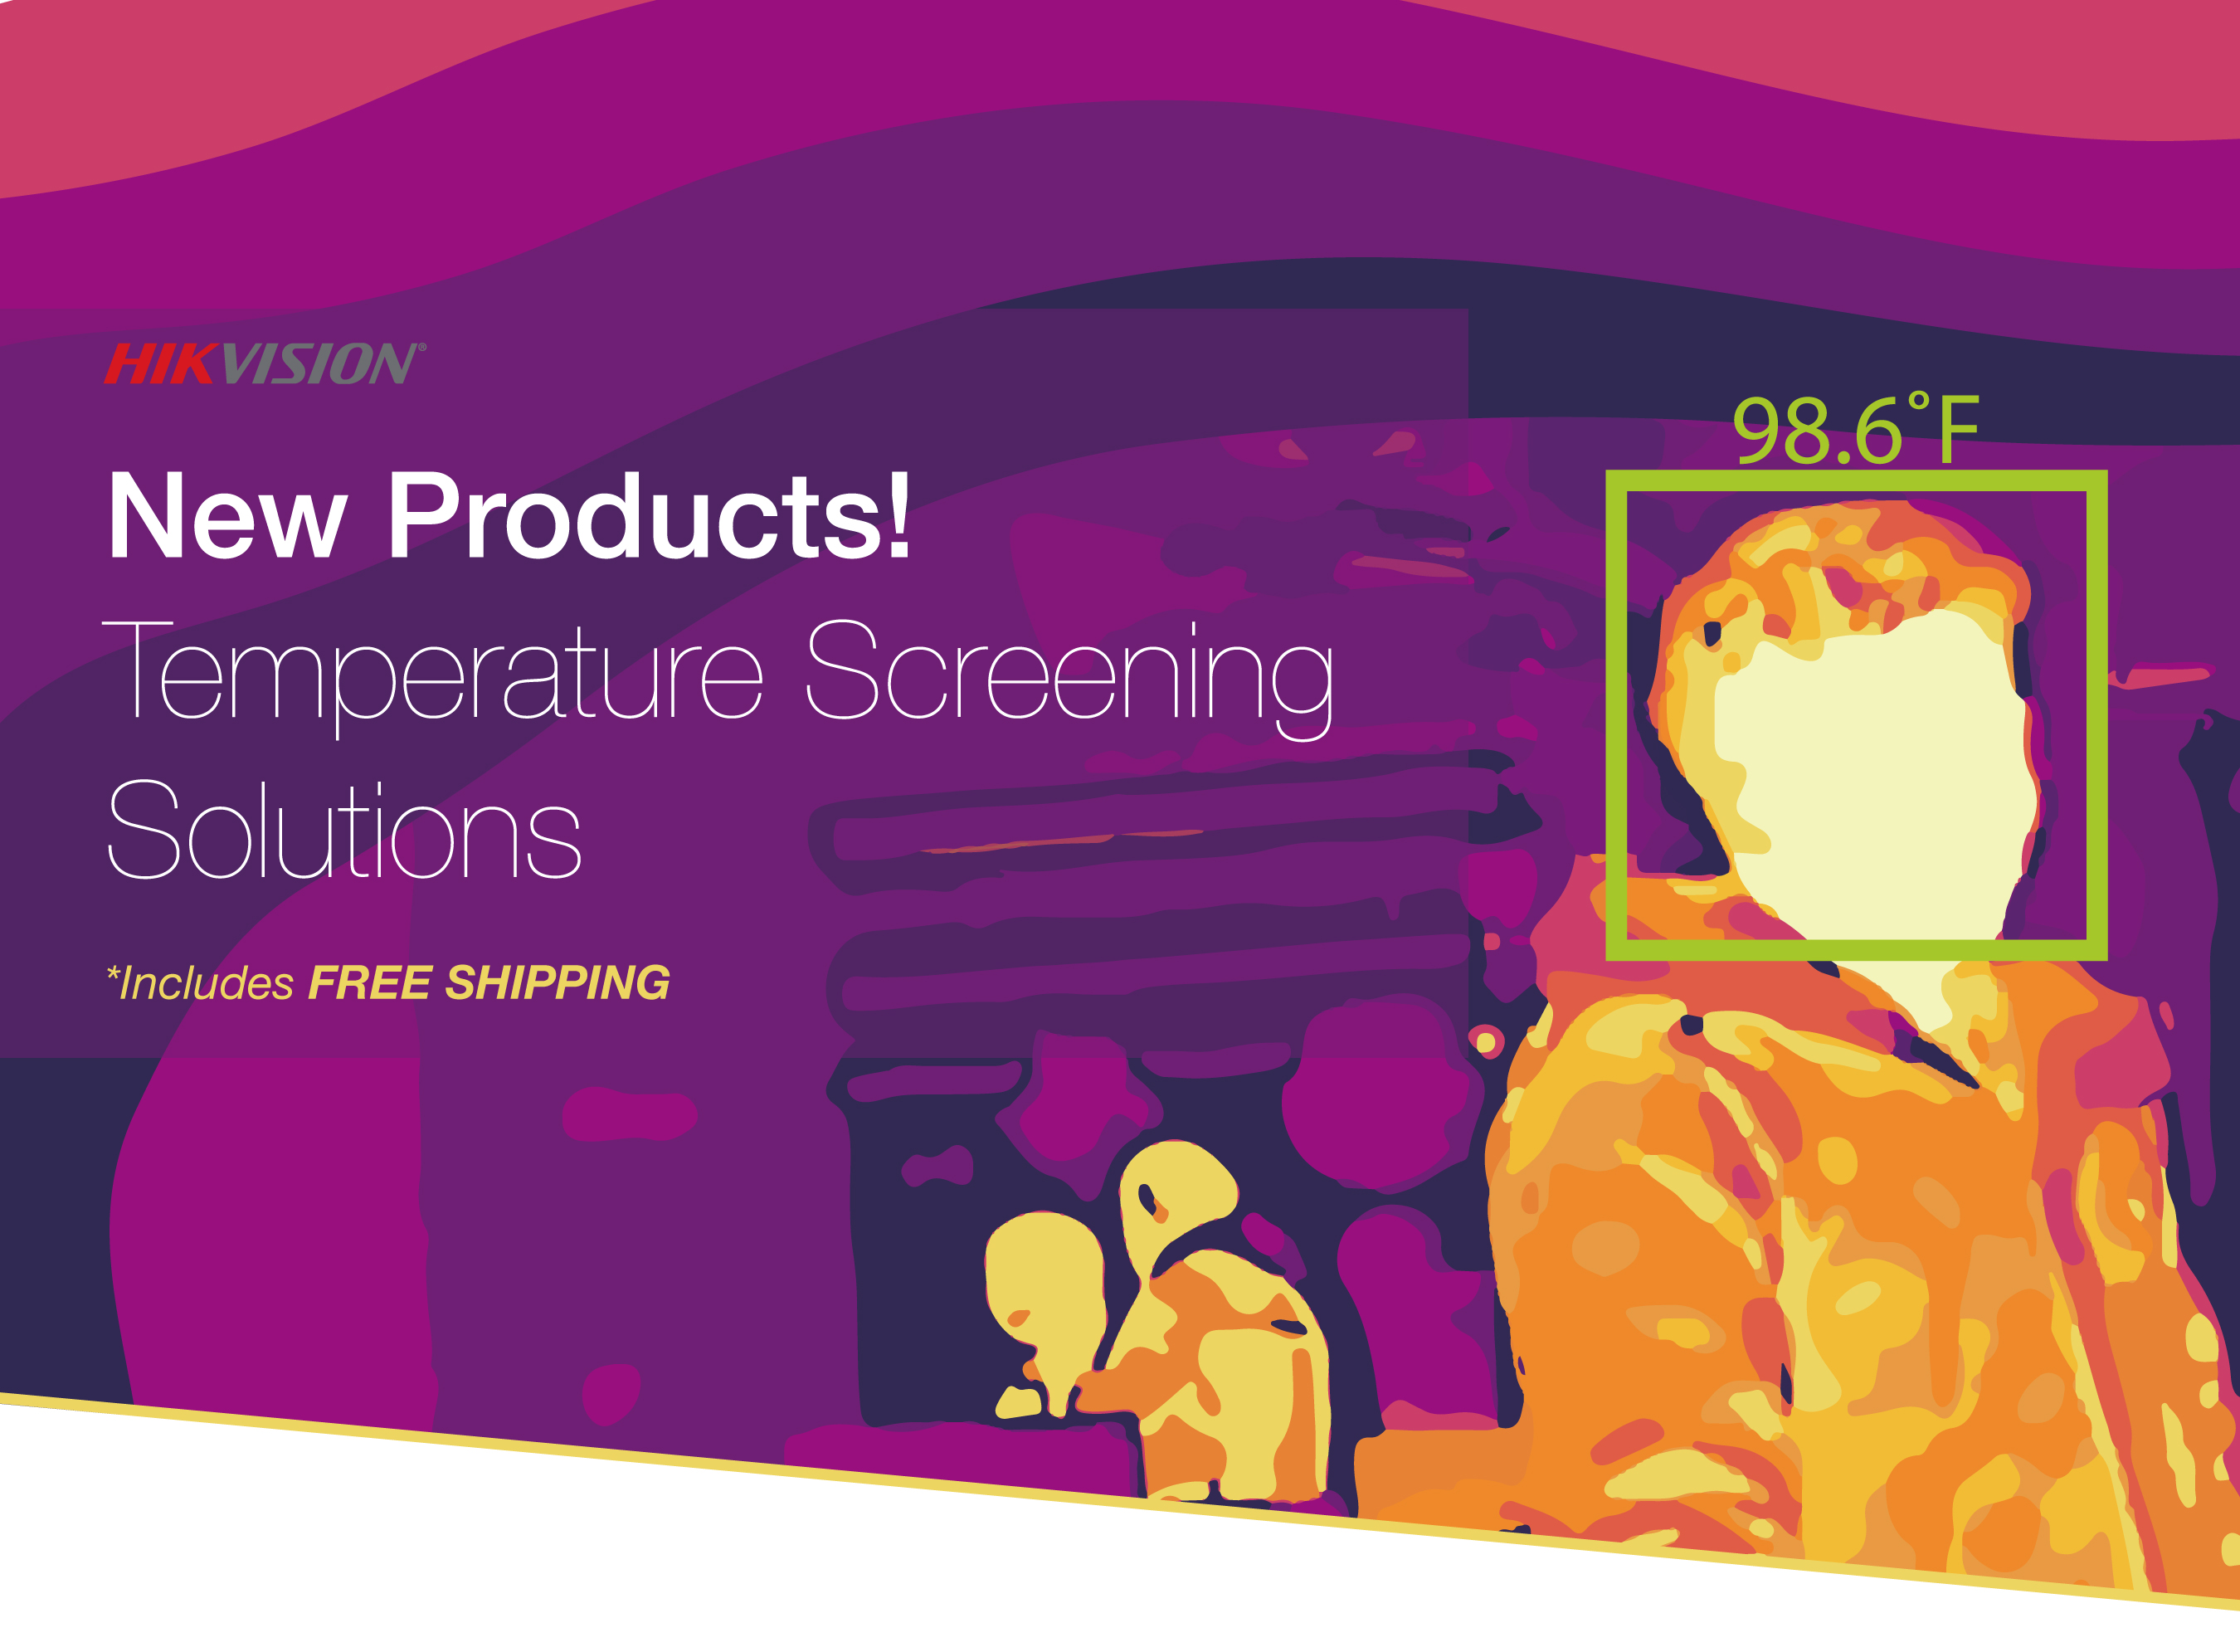 HIKVISION®
98.6°F
New Products!
Temperature Screening
Solutions
*Includes FREE SHIPPING